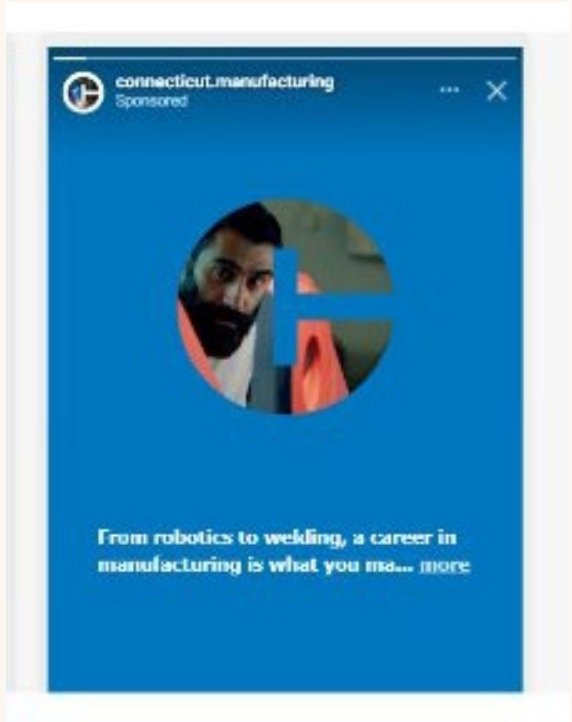 connecticut.manufacturing
Sponsored
From robotics to welding, a career in
manufacturing is what you ma... more